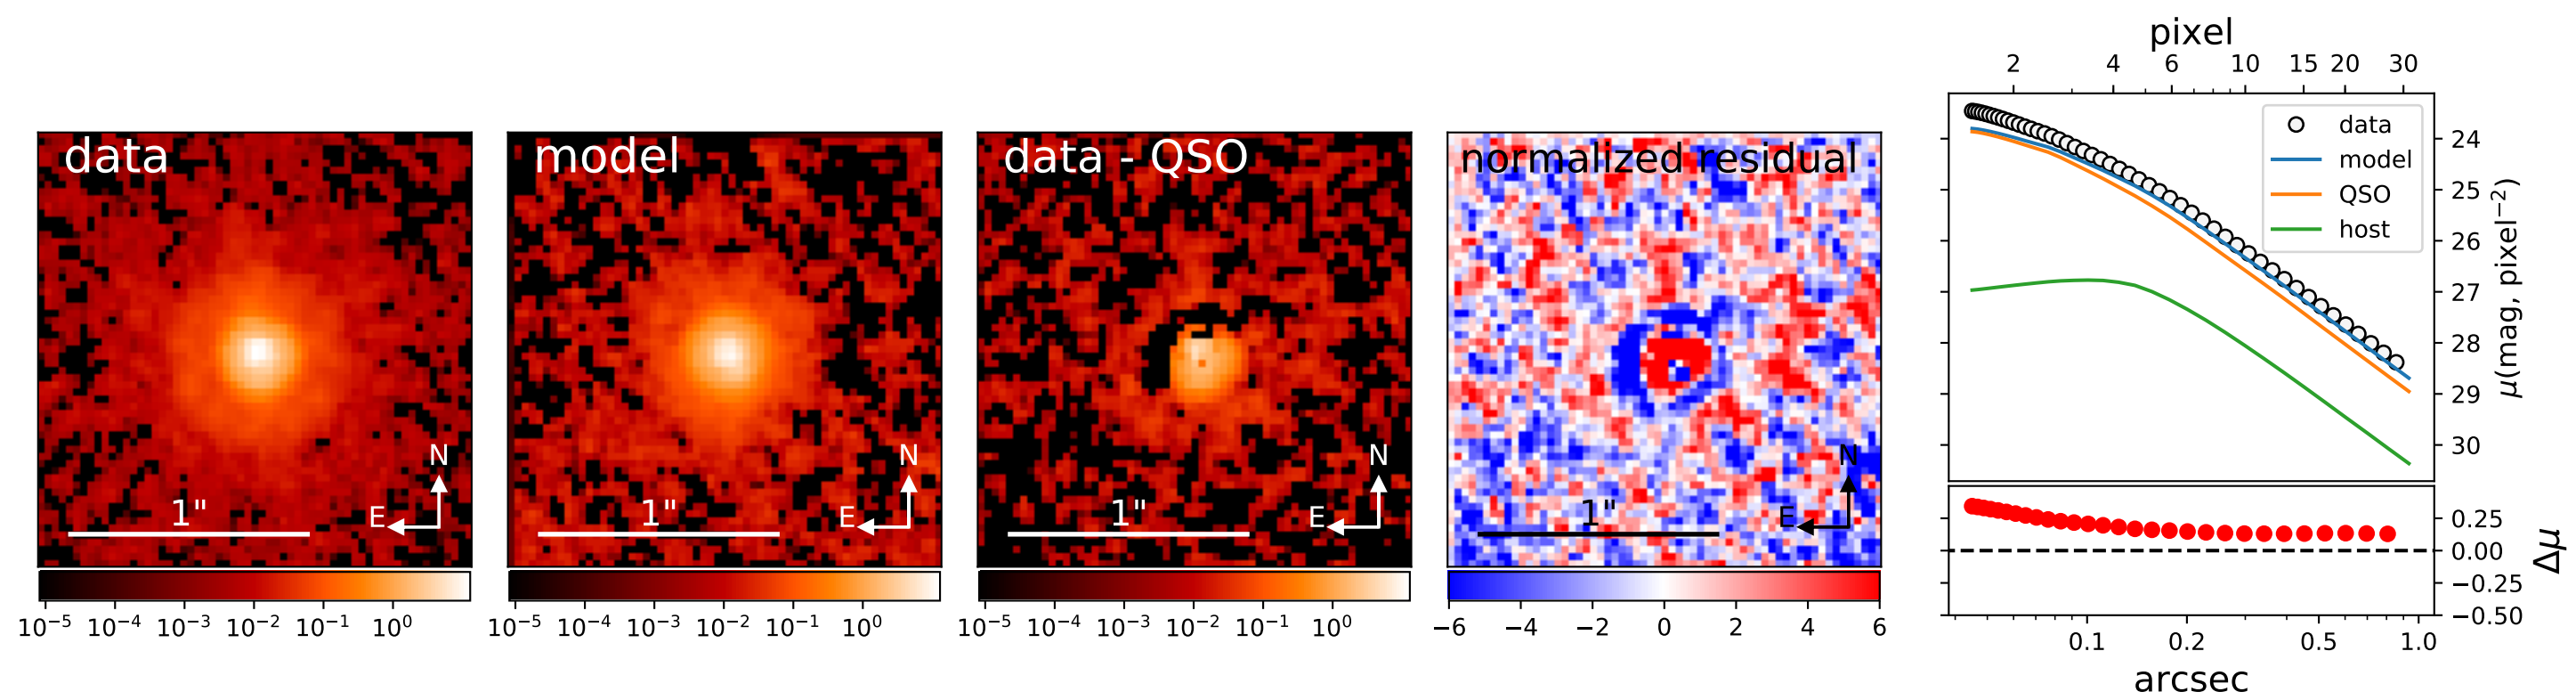 data
N
E
1"
10⁻⁵ 10⁻⁴ 10⁻³ 10⁻² 10⁻¹ 10⁰
model
N
E
1"
10⁻⁵ 10⁻⁴ 10⁻³ 10⁻² 10⁻¹ 10⁰
data - QSO
N
E
1"
10⁻⁵ 10⁻⁴ 10⁻³ 10⁻² 10⁻¹ 10⁰
normalized residual
N
E
1"
−6 −4 −2 0 2 4 6
pixel
2 4 6 10 15 20 30
data
model
QSO
host
24
25
26
27
28
29
30
μ(mag, pixel⁻²)
0.25
0.00
−0.25
−0.50
Δμ
0.1 0.2 0.5 1.0
arcsec